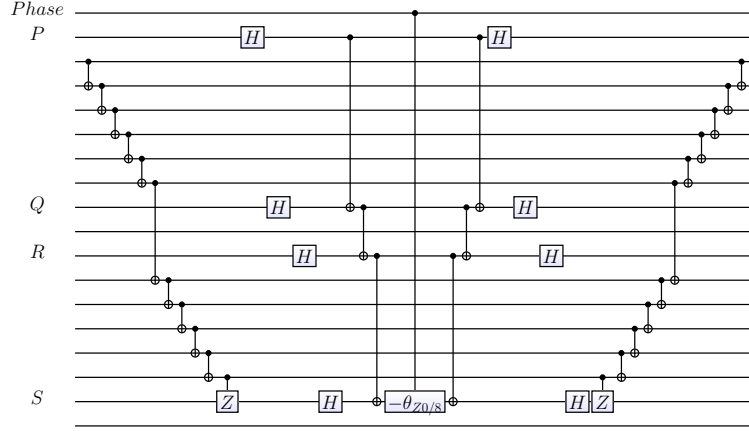 Phase
P
H H
Q H H
R H H
S Z H −θ_{Z0/8} H Z